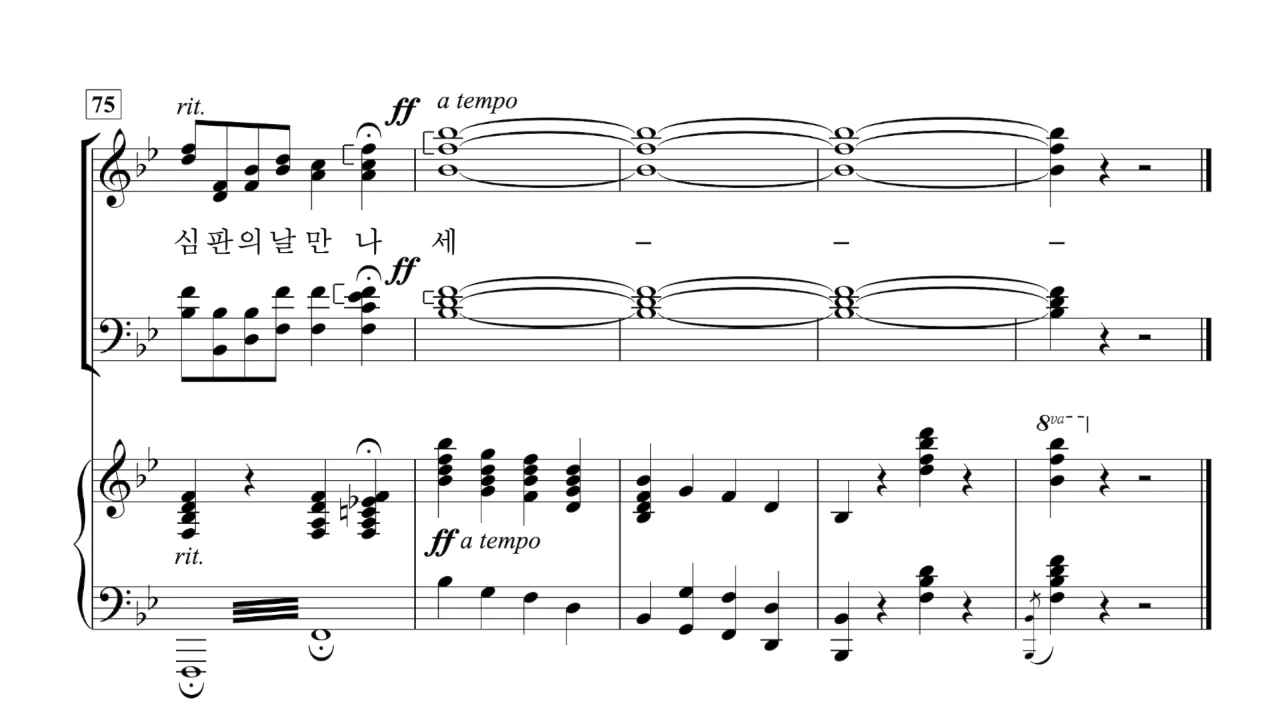 75
rit.
ff a tempo
심 판 의 날 만 나 세 – – –
ff
8va
ff a tempo
rit.